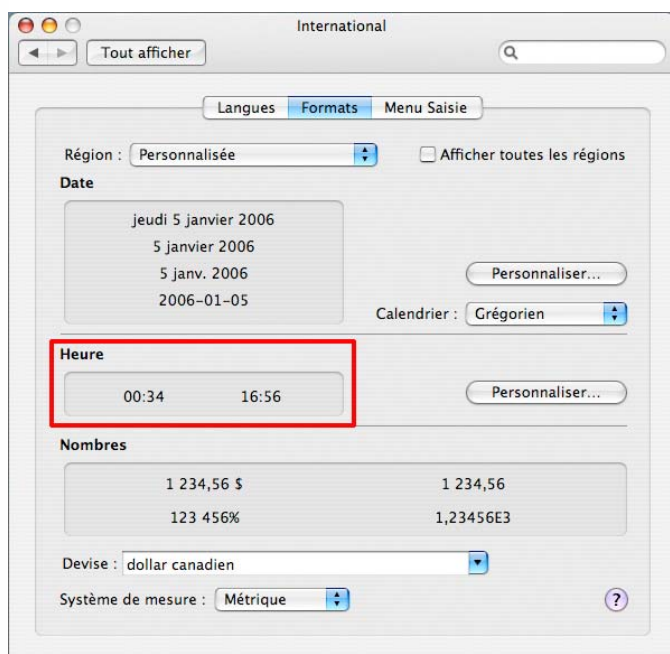 International
Tout afficher
Langues Formats Menu Saisie
Région : Personnalisée Afficher toutes les régions
Date
jeudi 5 janvier 2006
5 janvier 2006
5 janv. 2006
2006-01-05
Personnaliser...
Calendrier : Grégorien
Heure
00:34 16:56
Personnaliser...
Nombres
1 234,56 $ 1 234,56
123 456% 1,23456E3
Devise : dollar canadien
Système de mesure : Métrique ?